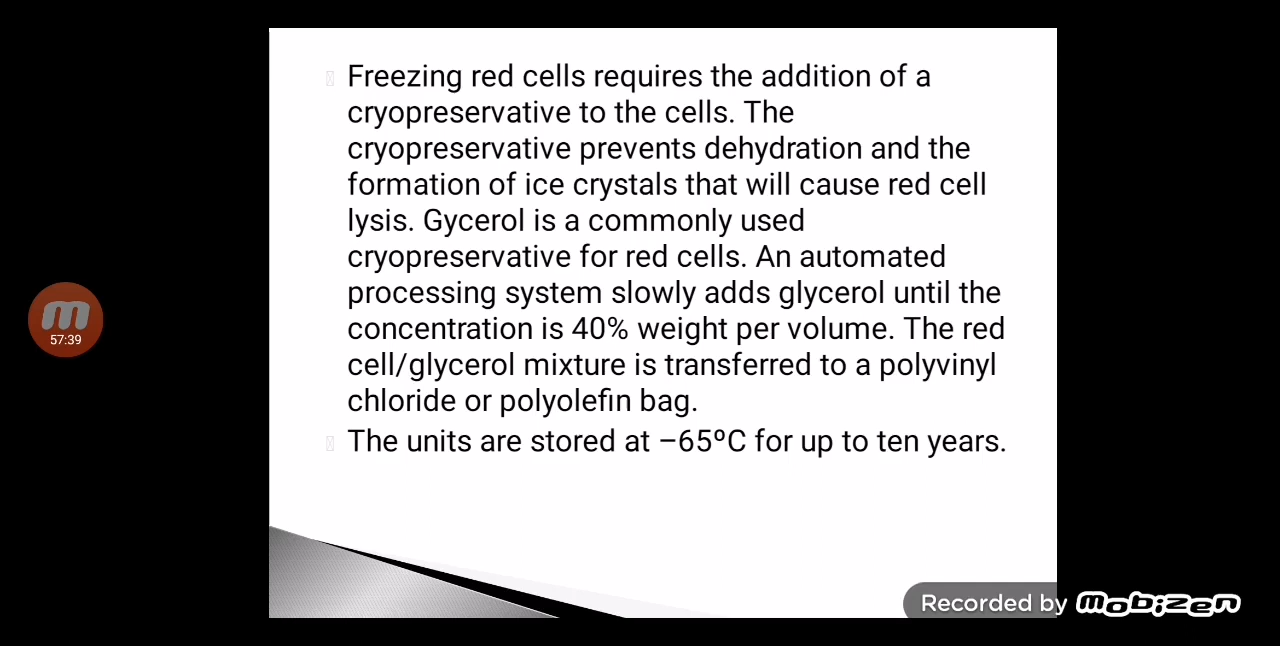 Freezing red cells requires the addition of a
cryopreservative to the cells. The
cryopreservative prevents dehydration and the
formation of ice crystals that will cause red cell
lysis. Gycerol is a commonly used
cryopreservative for red cells. An automated
processing system slowly adds glycerol until the
concentration is 40% weight per volume. The red
cell/glycerol mixture is transferred to a polyvinyl
chloride or polyolefin bag.
The units are stored at –65ºC for up to ten years.
57:39
Recorded by mobizen